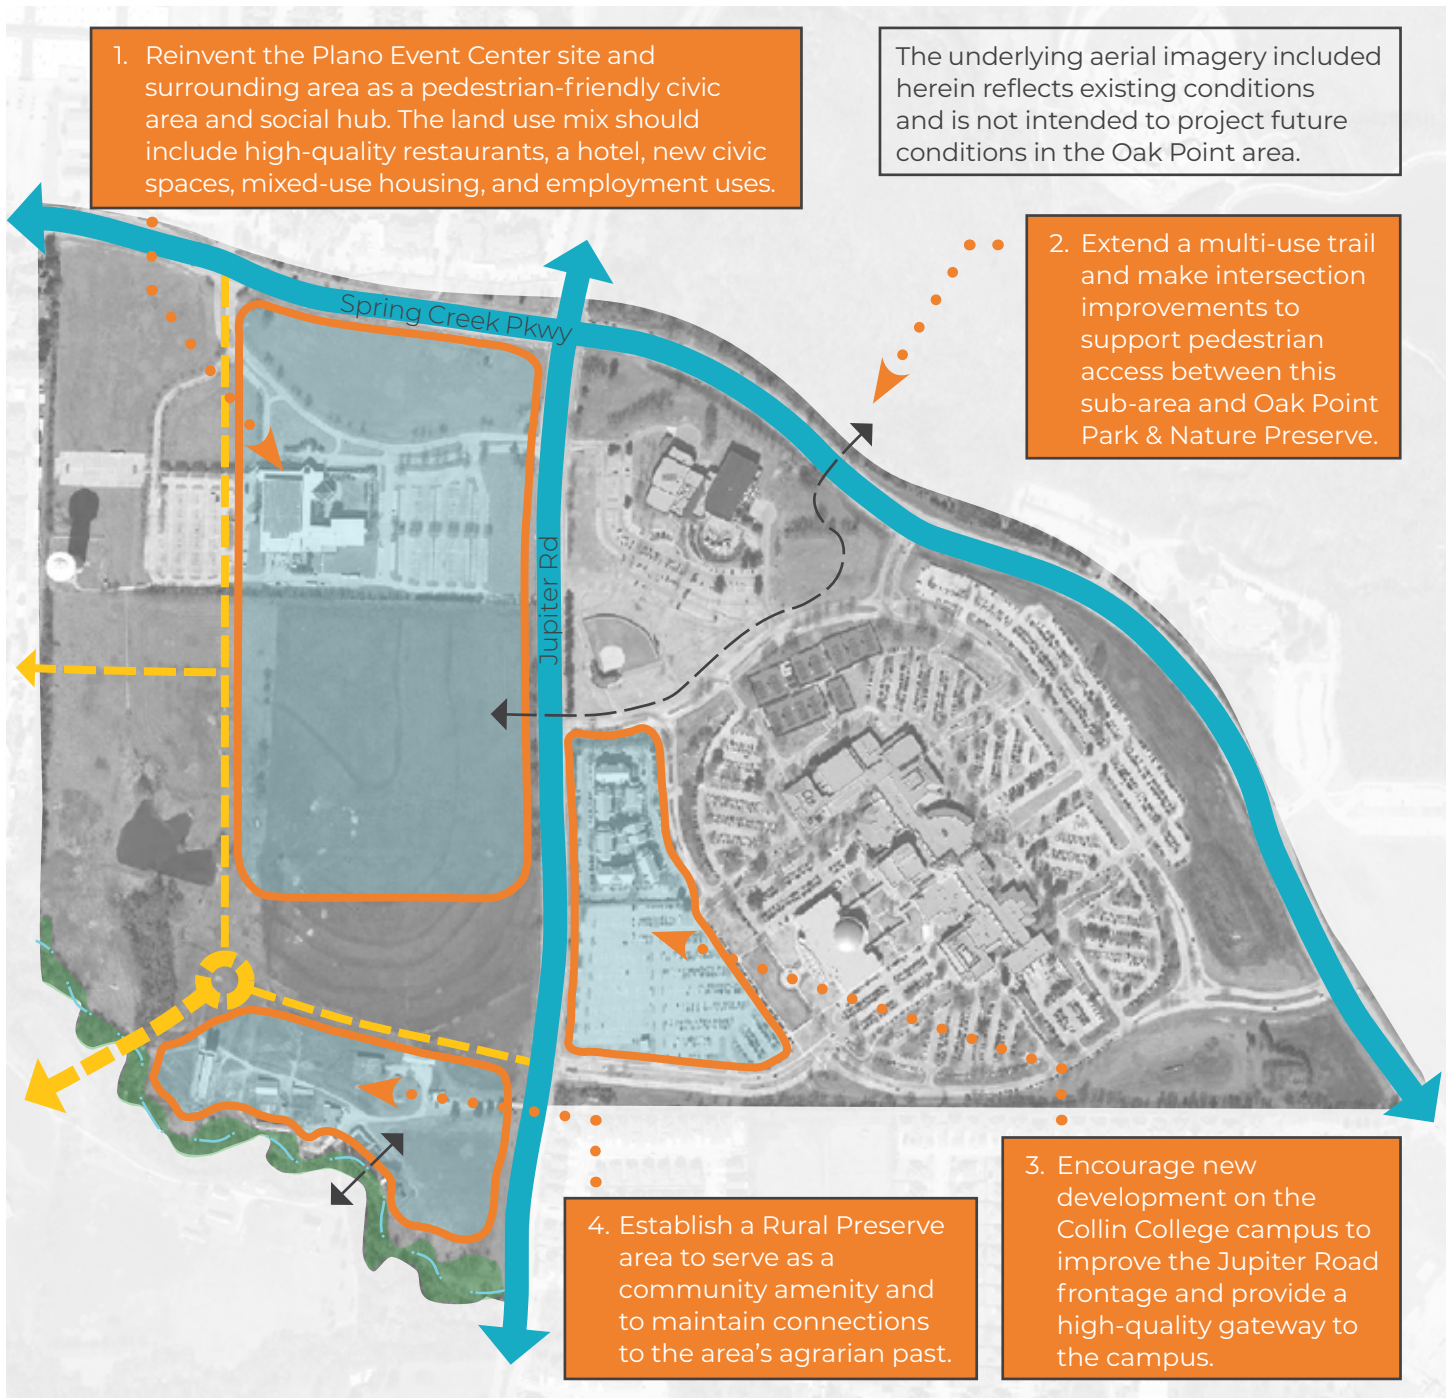 1. Reinvent the Plano Event Center site and
surrounding area as a pedestrian-friendly civic
area and social hub. The land use mix should
include high-quality restaurants, a hotel, new civic
spaces, mixed-use housing, and employment uses.
The underlying aerial imagery included
herein reflects existing conditions
and is not intended to project future
conditions in the Oak Point area.
2. Extend a multi-use trail
and make intersection
improvements to
support pedestrian
access between this
sub-area and Oak Point
Park & Nature Preserve.
Spring Creek Pkwy
Jupiter Rd
3. Encourage new
development on the
Collin College campus to
improve the Jupiter Road
frontage and provide a
high-quality gateway to
the campus.
4. Establish a Rural Preserve
area to serve as a
community amenity and
to maintain connections
to the area’s agrarian past.